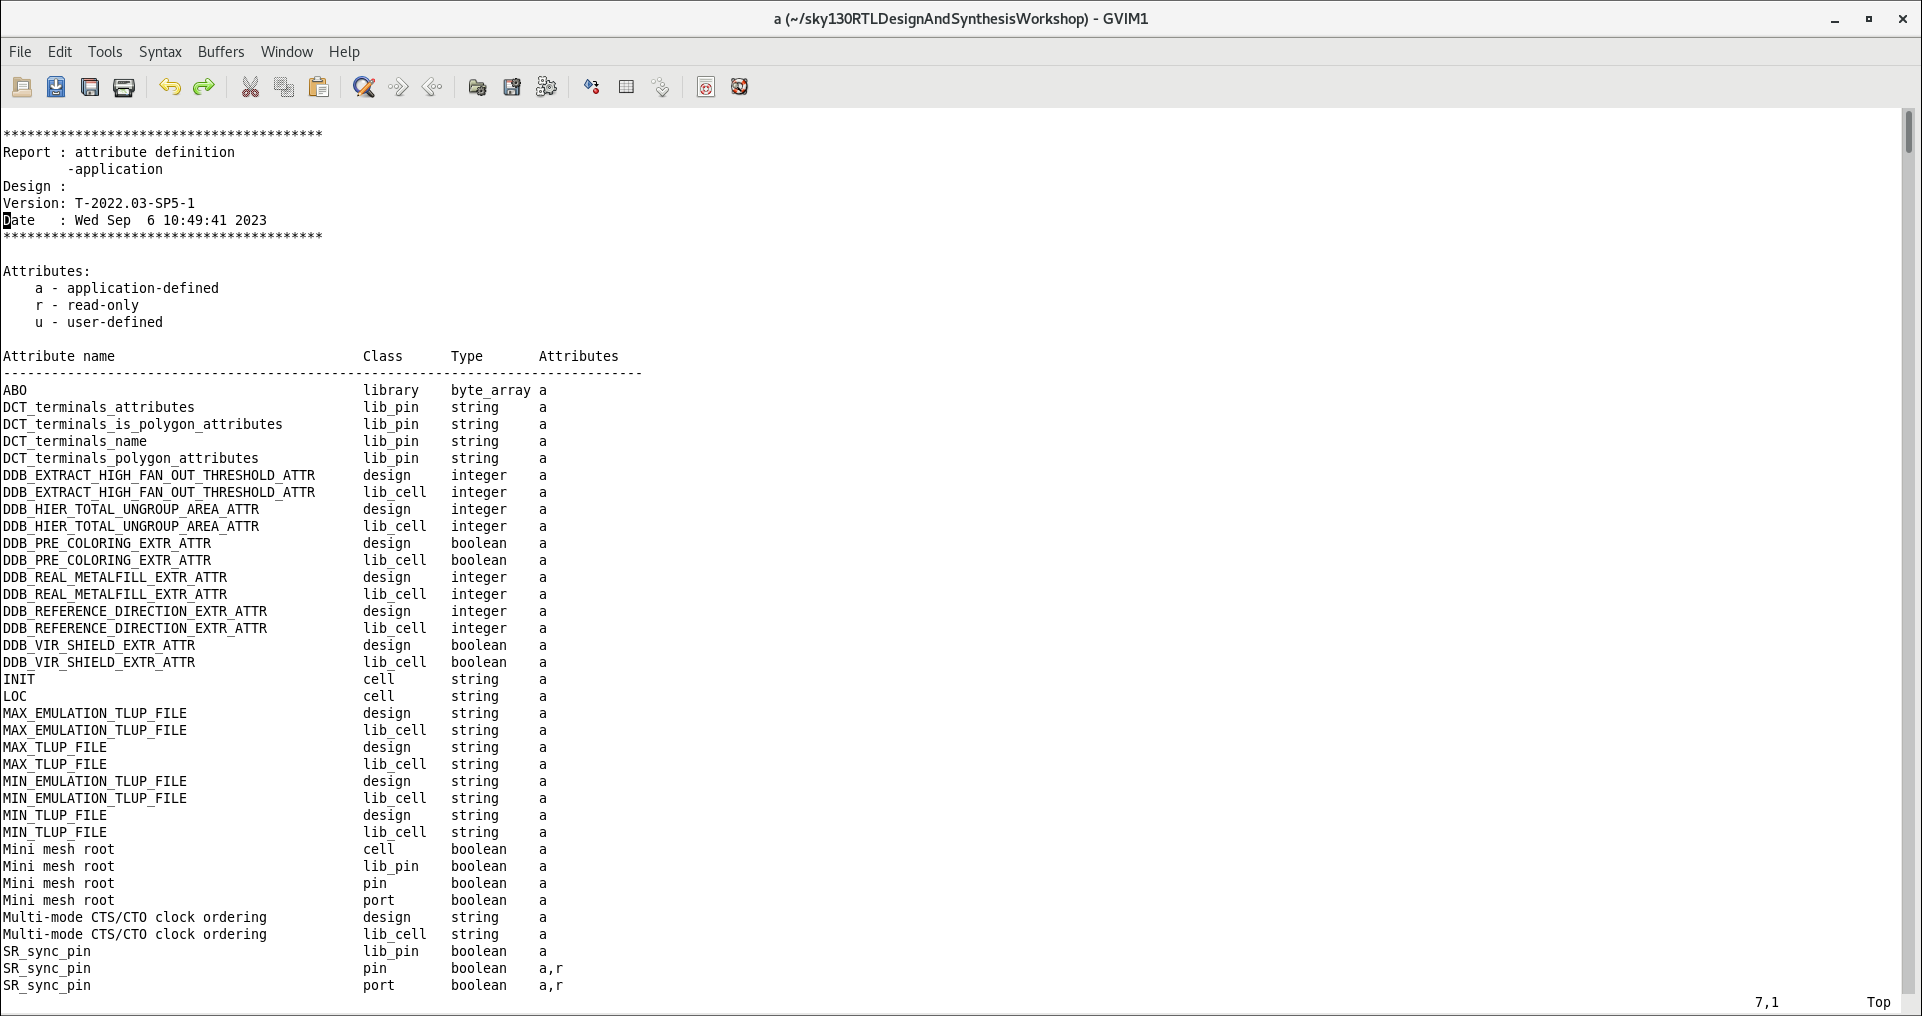 a (~/sky130RTLDesignAndSynthesisWorkshop) - GVIM1
File Edit Tools Syntax Buffers Window Help
****************************************
Report : attribute definition
        -application
Design :
Version: T-2022.03-SP5-1
Date   : Wed Sep  6 10:49:41 2023
****************************************
Attributes:
    a - application-defined
    r - read-only
    u - user-defined
Attribute name                               Class      Type       Attributes
--------------------------------------------------------------------------------
ABO                                          library    byte_array a
DCT_terminals_attributes                     lib_pin    string     a
DCT_terminals_is_polygon_attributes          lib_pin    string     a
DCT_terminals_name                           lib_pin    string     a
DCT_terminals_polygon_attributes             lib_pin    string     a
DDB_EXTRACT_HIGH_FAN_OUT_THRESHOLD_ATTR      design     integer    a
DDB_EXTRACT_HIGH_FAN_OUT_THRESHOLD_ATTR      lib_cell   integer    a
DDB_HIER_TOTAL_UNGROUP_AREA_ATTR             design     integer    a
DDB_HIER_TOTAL_UNGROUP_AREA_ATTR             lib_cell   integer    a
DDB_PRE_COLORING_EXTR_ATTR                   design     boolean    a
DDB_PRE_COLORING_EXTR_ATTR                   lib_cell   boolean    a
DDB_REAL_METALFILL_EXTR_ATTR                 design     integer    a
DDB_REAL_METALFILL_EXTR_ATTR                 lib_cell   integer    a
DDB_REFERENCE_DIRECTION_EXTR_ATTR            design     integer    a
DDB_REFERENCE_DIRECTION_EXTR_ATTR            lib_cell   integer    a
DDB_VIR_SHIELD_EXTR_ATTR                     design     boolean    a
DDB_VIR_SHIELD_EXTR_ATTR                     lib_cell   boolean    a
INIT                                         cell       string     a
LOC                                          cell       string     a
MAX_EMULATION_TLUP_FILE                      design     string     a
MAX_EMULATION_TLUP_FILE                      lib_cell   string     a
MAX_TLUP_FILE                                design     string     a
MAX_TLUP_FILE                                lib_cell   string     a
MIN_EMULATION_TLUP_FILE                      design     string     a
MIN_EMULATION_TLUP_FILE                      lib_cell   string     a
MIN_TLUP_FILE                                design     string     a
MIN_TLUP_FILE                                lib_cell   string     a
Mini mesh root                               cell       boolean    a
Mini mesh root                               lib_pin    boolean    a
Mini mesh root                               pin        boolean    a
Mini mesh root                               port       boolean    a
Multi-mode CTS/CTO clock ordering            design     string     a
Multi-mode CTS/CTO clock ordering            lib_cell   string     a
SR_sync_pin                                  lib_pin    boolean    a
SR_sync_pin                                  pin        boolean    a,r
SR_sync_pin                                  port       boolean    a,r
7,1 Top